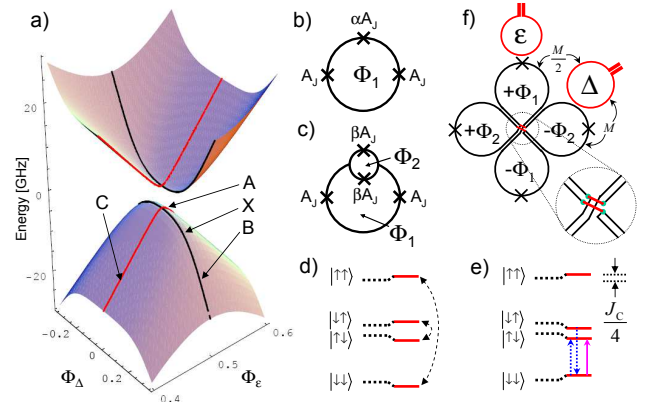 a)
Energy [GHz]
20
0
-20
A
X
B
C
-0.2
0
0.2
Φ_Δ
0.4
0.5
0.6
Φ_ε
b)
αA_J
A_J
Φ_1
A_J
c)
βA_J
A_J
Φ_2
A_J
βA_J
Φ_1
d)
|↑↑⟩
|↓↑⟩
|↑↓⟩
|↓↓⟩
e)
|↑↑⟩
|↓↑⟩
|↑↓⟩
|↓↓⟩
J_C
4
f)
ε
M
2
Δ
M
+Φ_1
+Φ_2
-Φ_2
-Φ_1